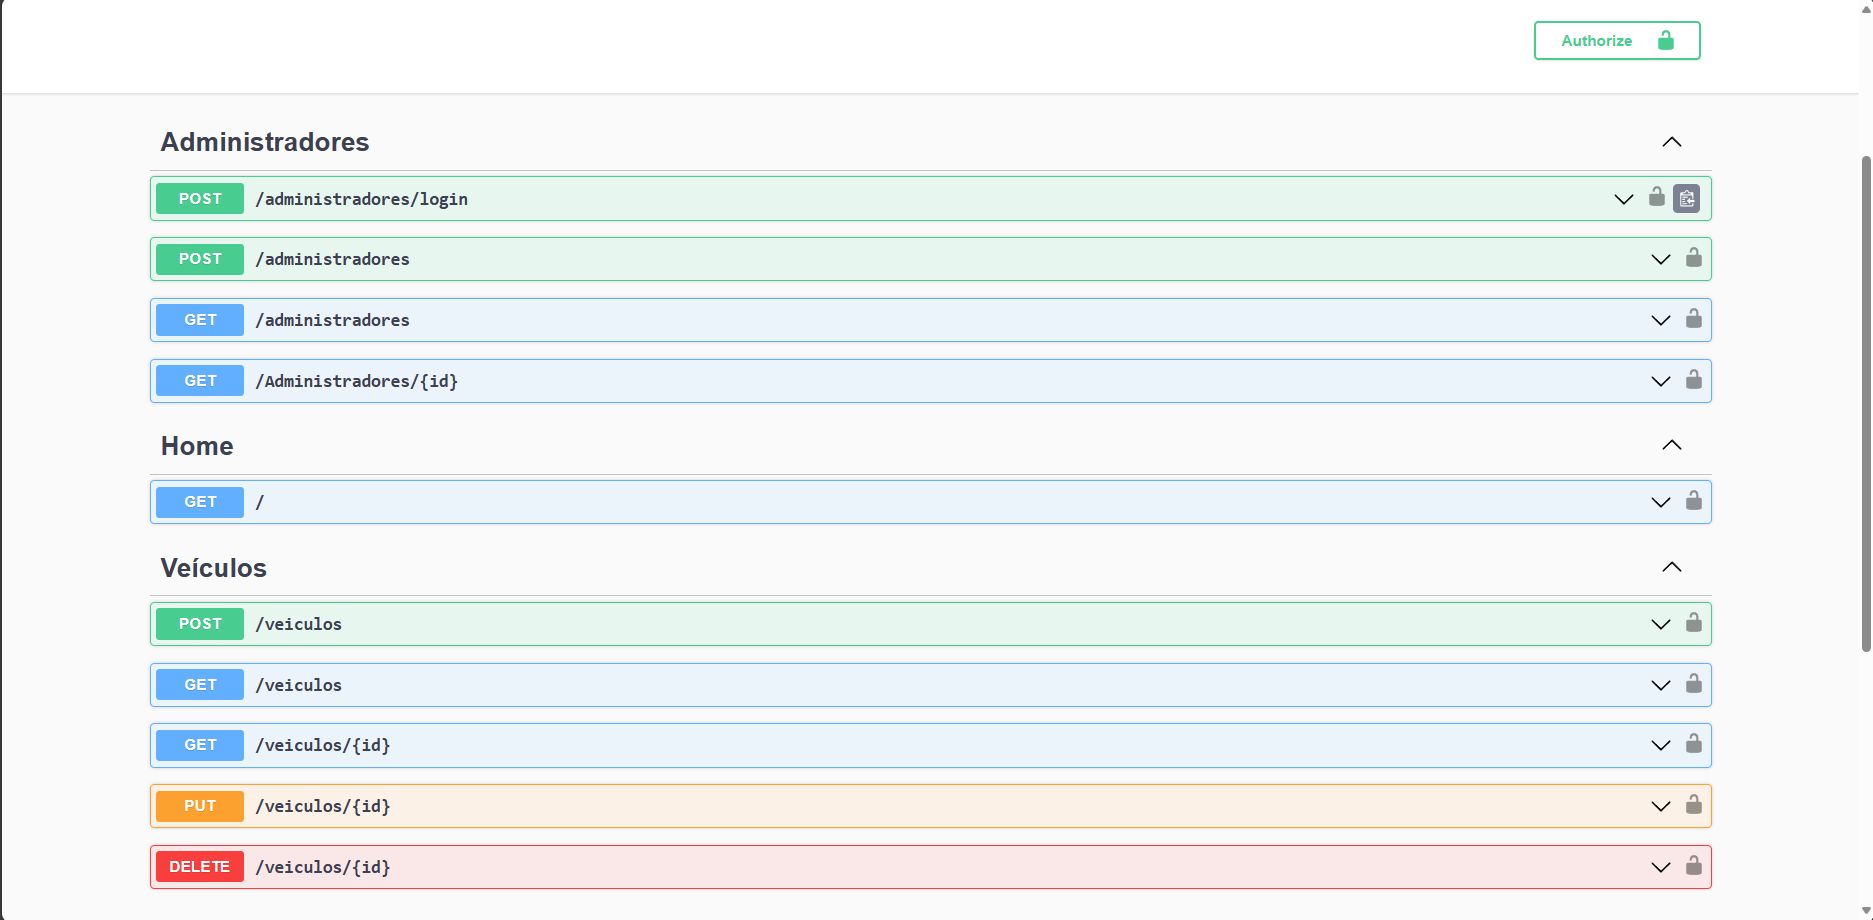 Authorize
Administradores
POST /administradores/login
POST /administradores
GET /administradores
GET /Administradores/{id}
Home
GET /
Veículos
POST /veiculos
GET /veiculos
GET /veiculos/{id}
PUT /veiculos/{id}
DELETE /veiculos/{id}